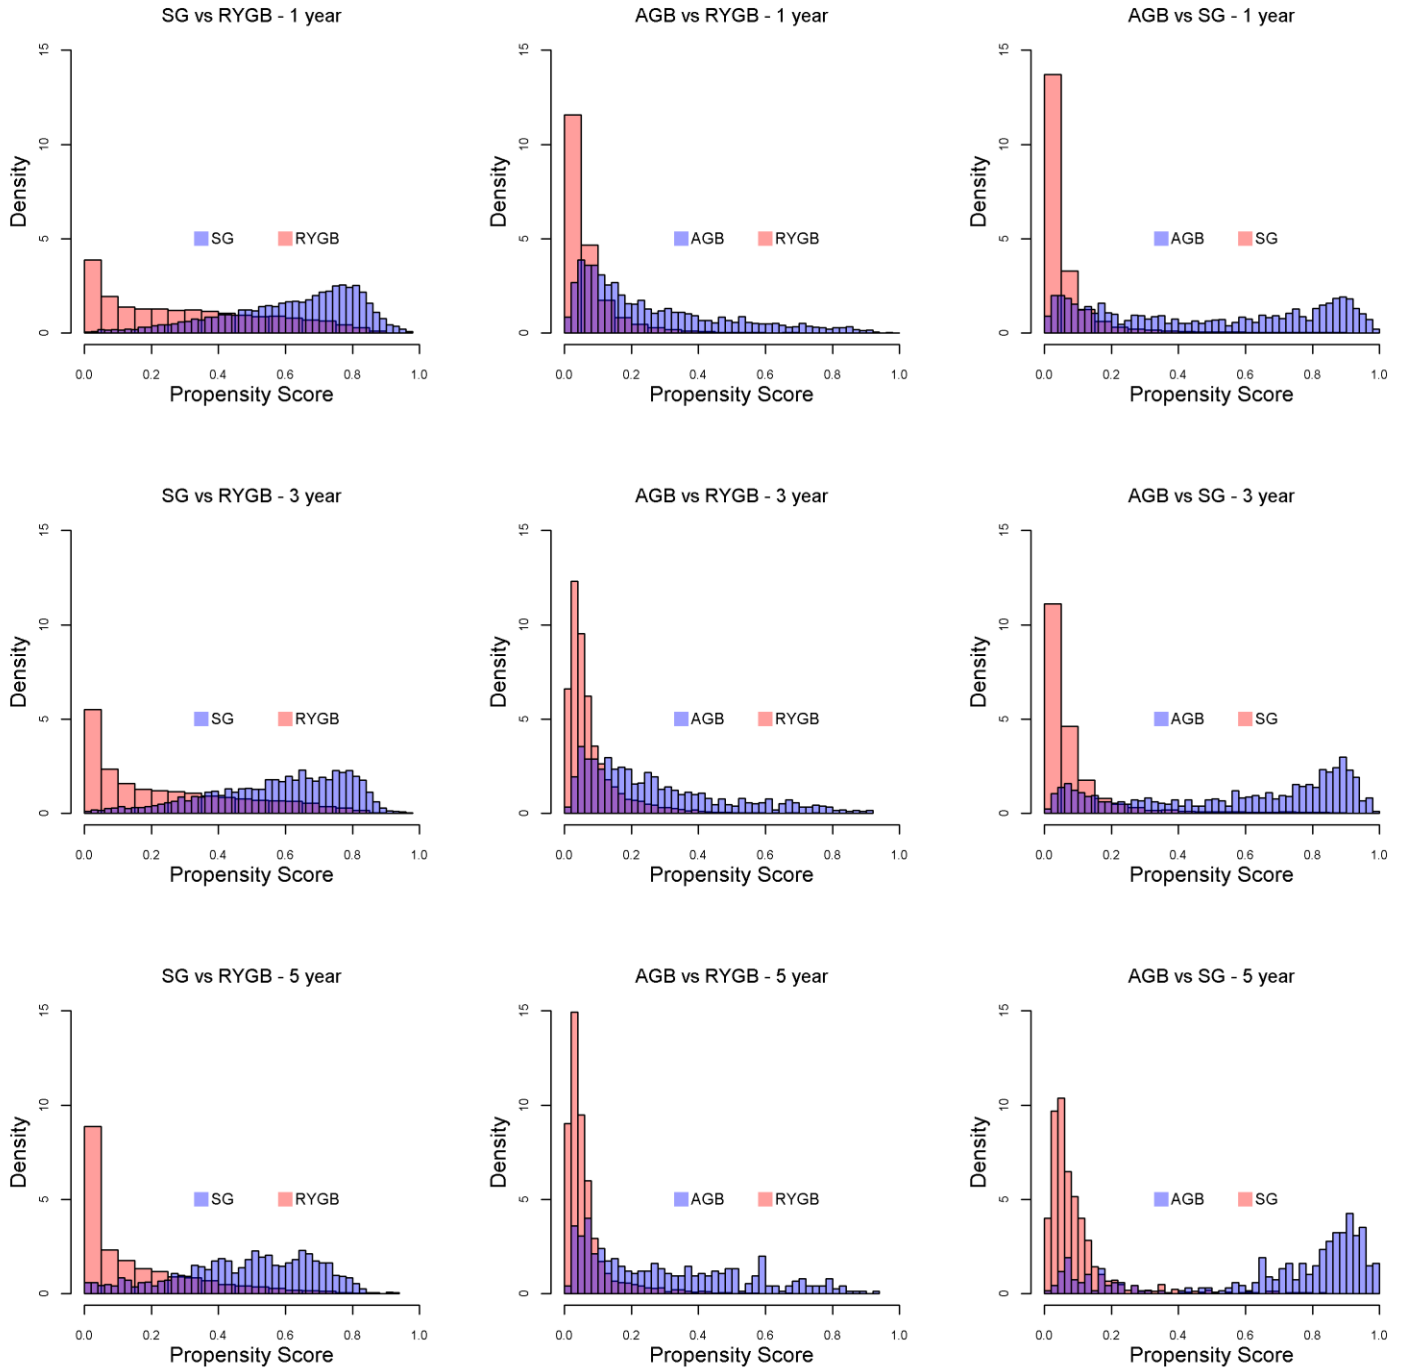 SG vs RYGB - 1 year
15
10
5
0
Density
SG RYGB
0.0 0.2 0.4 0.6 0.8 1.0
Propensity Score
AGB vs RYGB - 1 year
15
10
5
0
Density
AGB RYGB
0.0 0.2 0.4 0.6 0.8 1.0
Propensity Score
AGB vs SG - 1 year
15
10
5
0
Density
AGB SG
0.0 0.2 0.4 0.6 0.8 1.0
Propensity Score
SG vs RYGB - 3 year
15
10
5
0
Density
SG RYGB
0.0 0.2 0.4 0.6 0.8 1.0
Propensity Score
AGB vs RYGB - 3 year
15
10
5
0
Density
AGB RYGB
0.0 0.2 0.4 0.6 0.8 1.0
Propensity Score
AGB vs SG - 3 year
15
10
5
0
Density
AGB SG
0.0 0.2 0.4 0.6 0.8 1.0
Propensity Score
SG vs RYGB - 5 year
15
10
5
0
Density
SG RYGB
0.0 0.2 0.4 0.6 0.8 1.0
Propensity Score
AGB vs RYGB - 5 year
15
10
5
0
Density
AGB RYGB
0.0 0.2 0.4 0.6 0.8 1.0
Propensity Score
AGB vs SG - 5 year
15
10
5
0
Density
AGB SG
0.0 0.2 0.4 0.6 0.8 1.0
Propensity Score